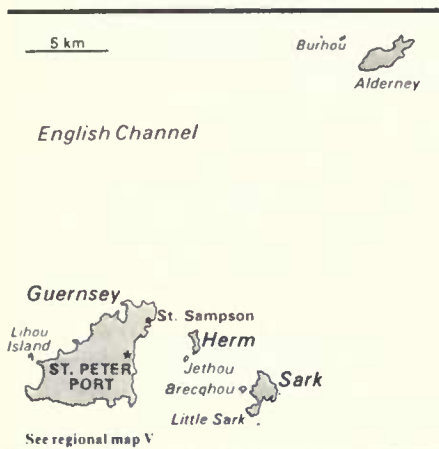 5 km
Burhou
Alderney
English Channel
Guernsey
St. Sampson
Lihou
Island
Herm
ST. PETER
PORT
Jethou
Brecqhou
Sark
Little Sark
See regional map V